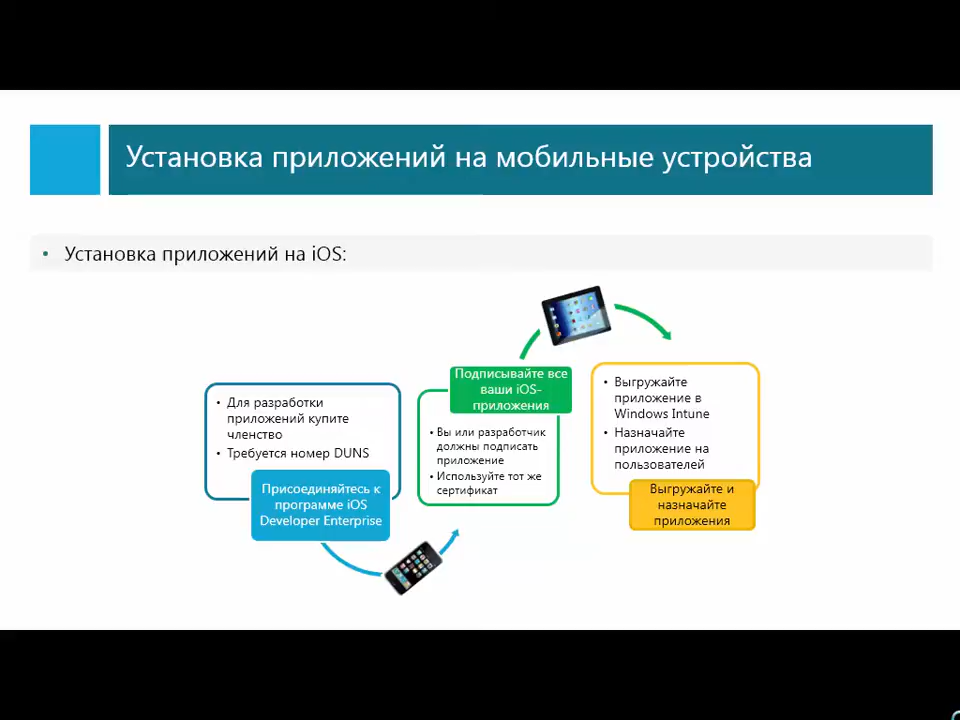 Установка приложений на мобильные устройства
• Установка приложений на iOS:
• Для разработки
приложений купите
членство
• Требуется номер DUNS
Присоединяйтесь к
программе iOS
Developer Enterprise
Подписывайте все
ваши iOS-
приложения
• Вы или разработчик
должны подписать
приложение
• Используйте тот же
сертификат
• Выгружайте
приложение в
Windows Intune
• Назначайте
приложение на
пользователей
Выгружайте и
назначайте
приложения